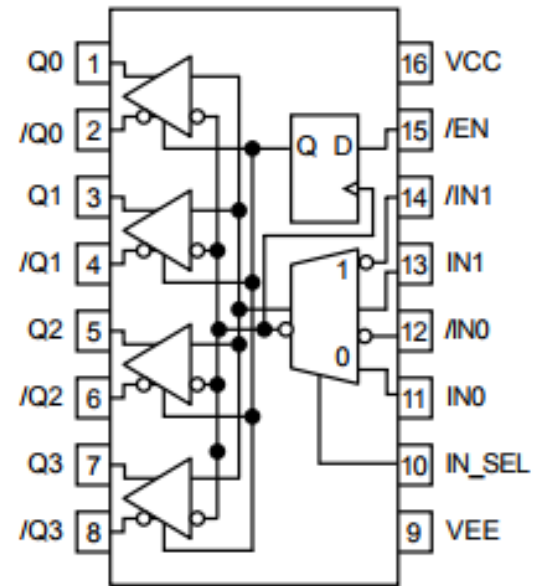 Q0 1
/Q0 2
Q1 3
/Q1 4
Q2 5
/Q2 6
Q3 7
/Q3 8
Q D
1
0
16 VCC
15 /EN
14 /IN1
13 IN1
12 /IN0
11 IN0
10 IN_SEL
9 VEE